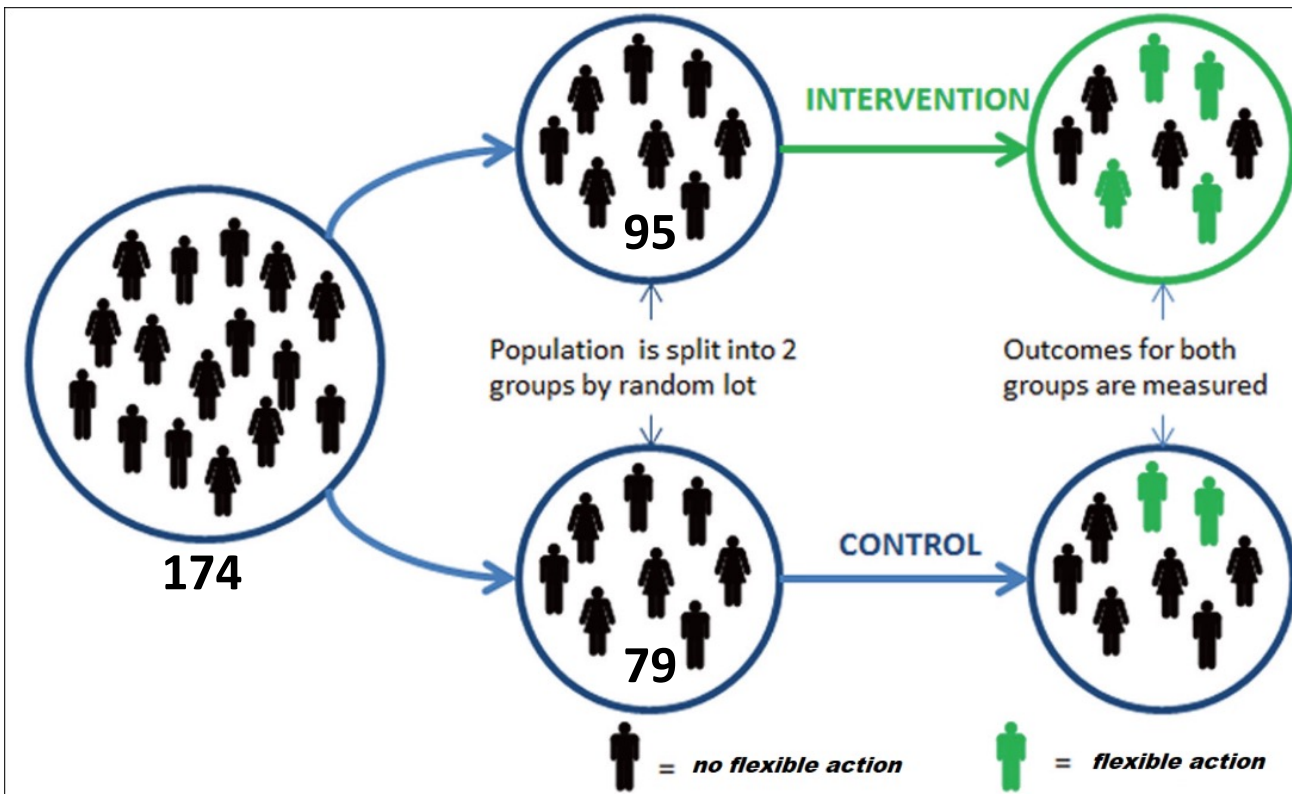 INTERVENTION
95
Population is split into 2
groups by random lot
Outcomes for both
groups are measured
174
CONTROL
79
= no flexible action
= flexible action